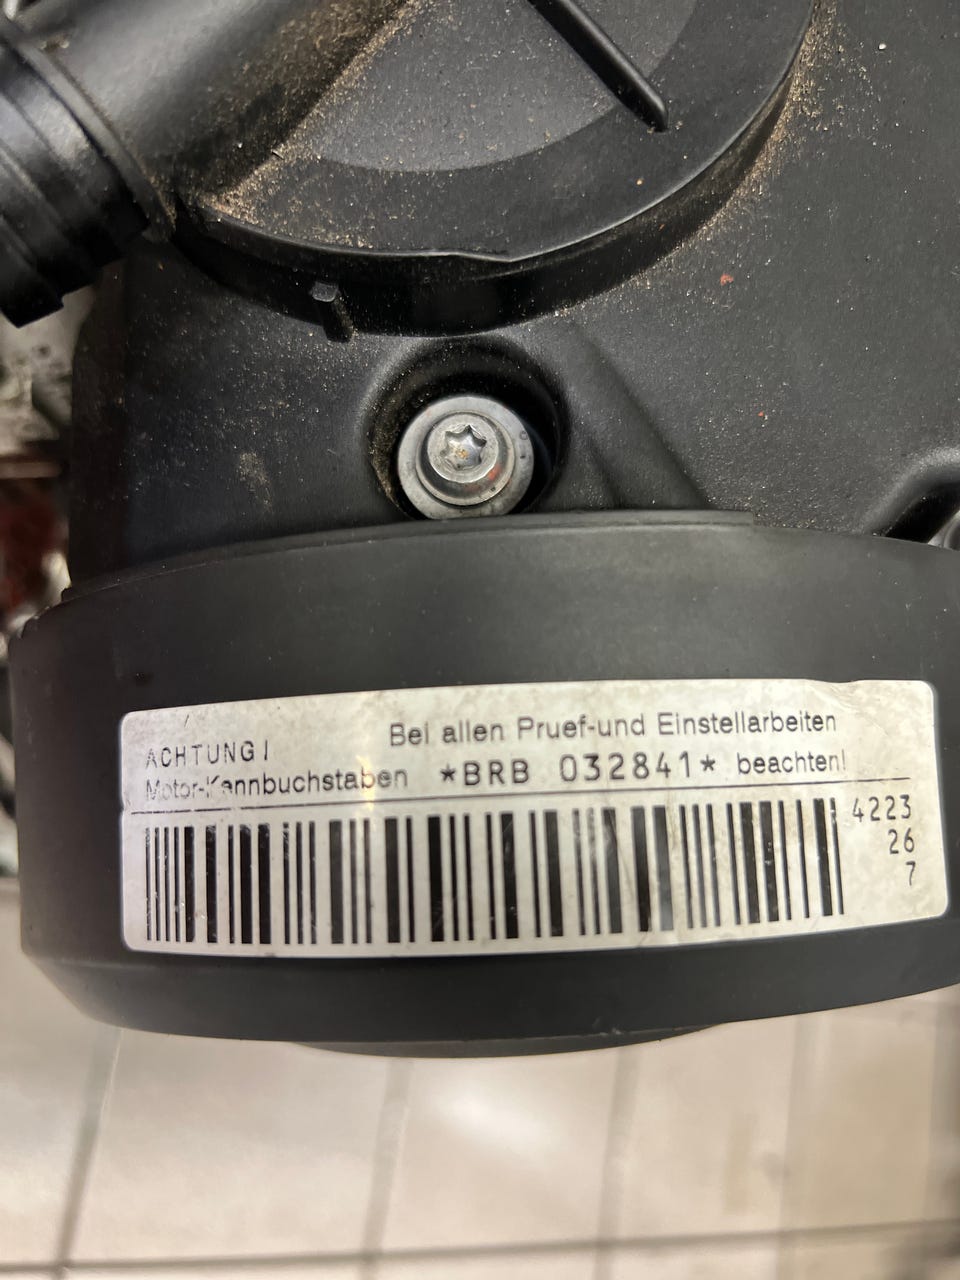 ACHTUNG! Bei allen Pruef-und Einstellarbeiten
Motor-Kennbuchstaben *BRB 032841* beachten!
4223
26
7